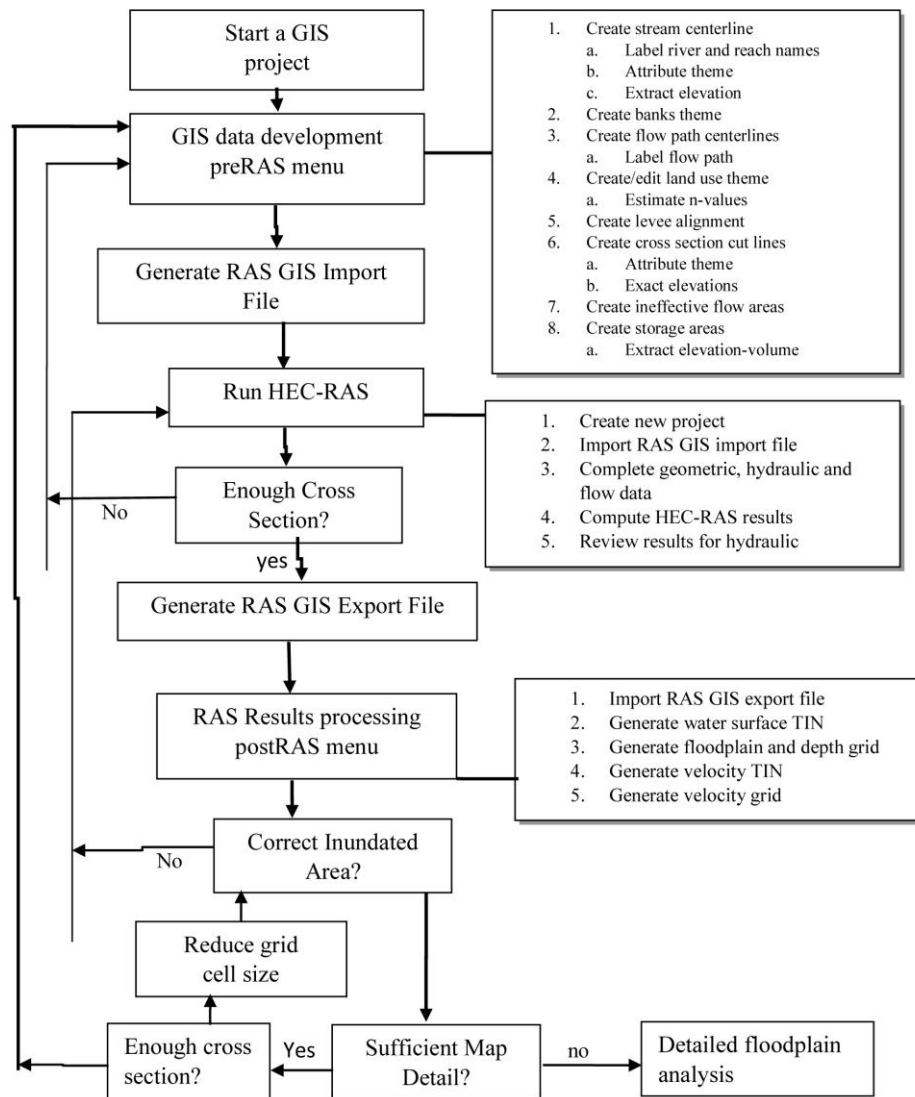 Start a GIS
project
GIS data development
preRAS menu
1. Create stream centerline
a. Label river and reach names
b. Attribute theme
c. Extract elevation
2. Create banks theme
3. Create flow path centerlines
a. Label flow path
4. Create/edit land use theme
a. Estimate n-values
5. Create levee alignment
6. Create cross section cut lines
a. Attribute theme
b. Exact elevations
7. Create ineffective flow areas
8. Create storage areas
a. Extract elevation-volume
Generate RAS GIS Import
File
Run HEC-RAS
1. Create new project
2. Import RAS GIS import file
3. Complete geometric, hydraulic and
flow data
4. Compute HEC-RAS results
5. Review results for hydraulic
Enough Cross
Section?
No
yes
Generate RAS GIS Export File
RAS Results processing
postRAS menu
1. Import RAS GIS export file
2. Generate water surface TIN
3. Generate floodplain and depth grid
4. Generate velocity TIN
5. Generate velocity grid
Correct Inundated
Area?
No
Reduce grid
cell size
Enough cross
section?
Yes
Sufficient Map
Detail?
no
Detailed floodplain
analysis